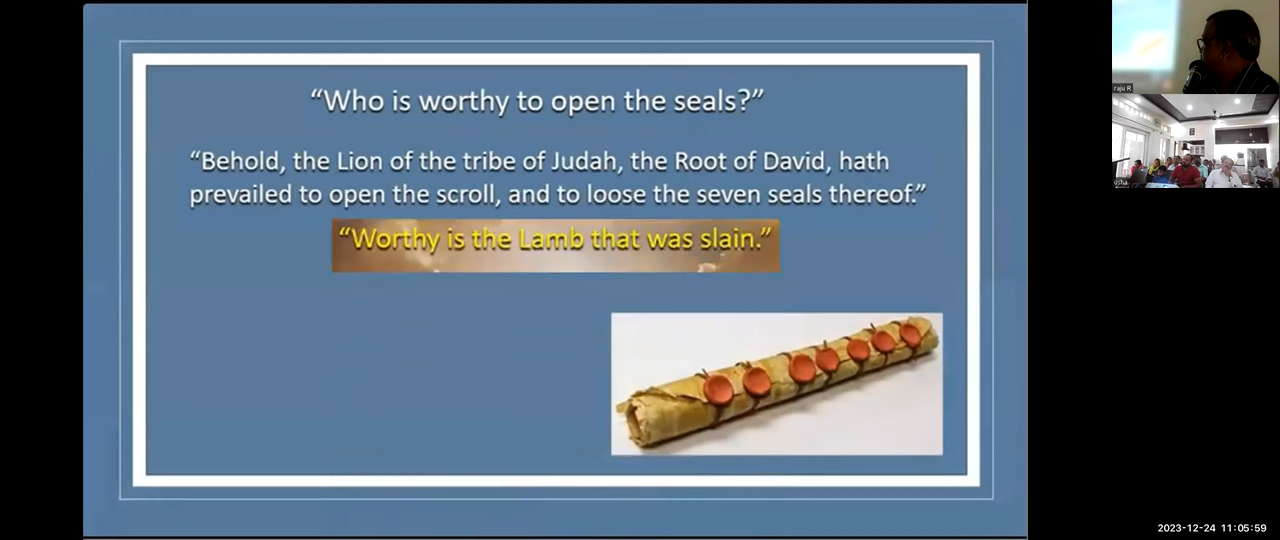 “Who is worthy to open the seals?”
“Behold, the Lion of the tribe of Judah, the Root of David, hath
prevailed to open the scroll, and to loose the seven seals thereof.”
“Worthy is the Lamb that was slain.”
raju R
2023-12-24 11:05:59